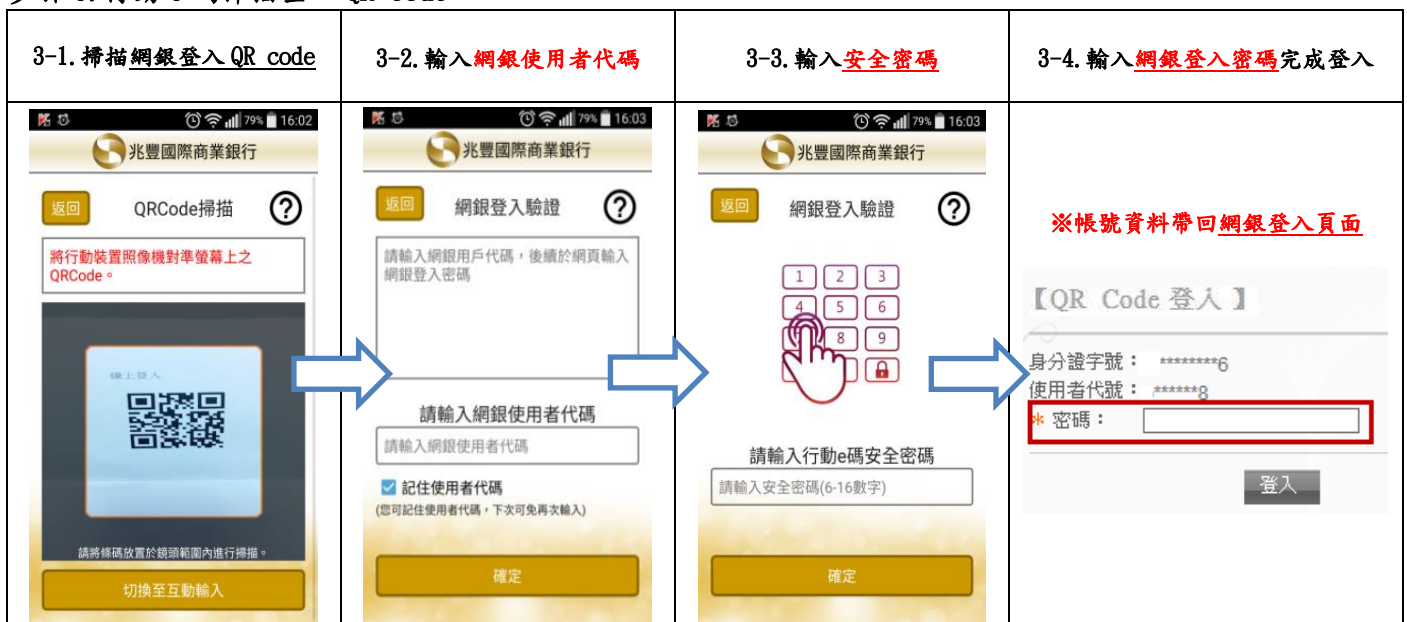 3-1.掃描網銀登入QR code
3-2.輸入網銀使用者代碼
3-3.輸入安全密碼
3-4.輸入網銀登入密碼完成登入
79% 16:02
兆豐國際商業銀行
返回 QRCode掃描
將行動裝置照像機對準螢幕上之
QRCode。
線上登入
請將條碼放置於鏡頭範圍內進行掃描。
切換至互動輸入
79% 16:03
兆豐國際商業銀行
返回 網銀登入驗證
請輸入網銀用戶代碼,後續於網頁輸入
網銀登入密碼
請輸入網銀使用者代碼
請輸入網銀使用者代碼
記住使用者代碼
(您可記住使用者代碼,下次可免再次輸入)
確定
79% 16:03
兆豐國際商業銀行
返回 網銀登入驗證
1 2 3
4 5 6
8 9
請輸入行動e碼安全密碼
請輸入安全密碼(6-16數字)
確定
※帳號資料帶回網銀登入頁面
【QR Code 登入】
身分證字號: ********6
使用者代號: ******8
* 密碼:
登入